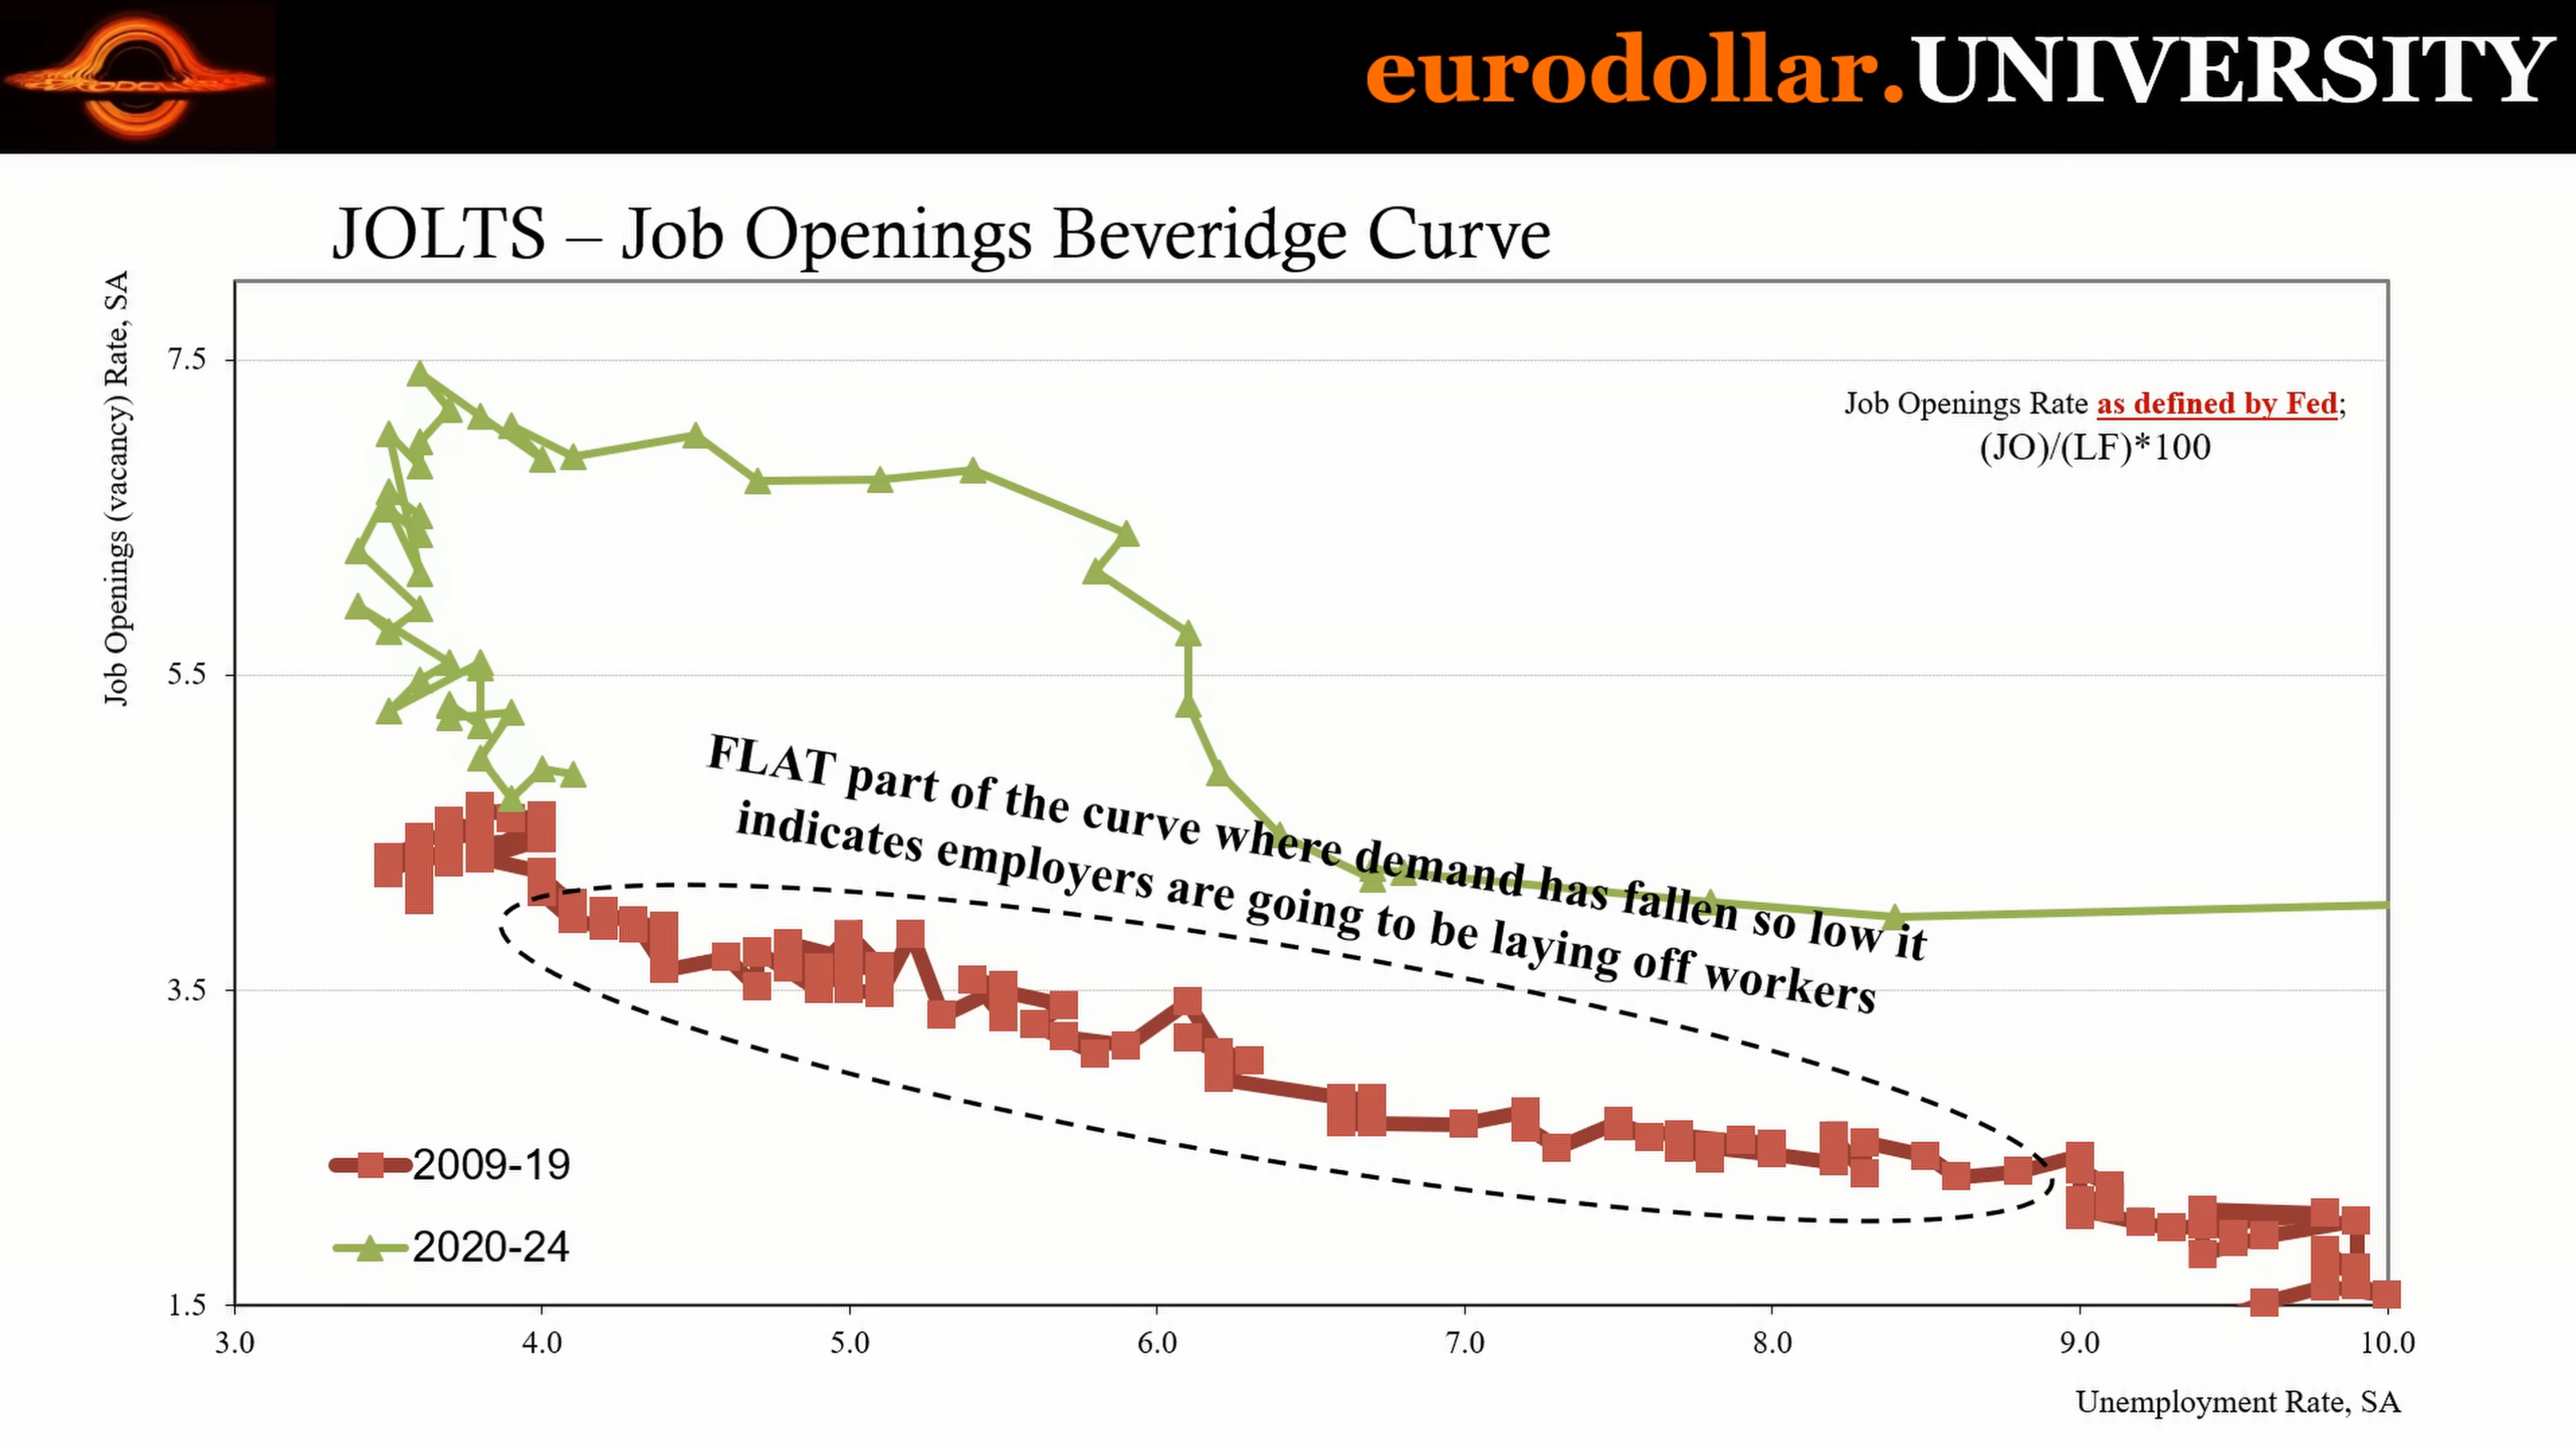 eurodollar.UNIVERSITY
JOLTS – Job Openings Beveridge Curve
Job Openings (vacancy) Rate, SA
7.5
5.5
3.5
1.5
Job Openings Rate as defined by Fed;
(JO)/(LF)*100
FLAT part of the curve where demand has fallen so low it
indicates employers are going to be laying off workers
2009-19
2020-24
3.0
4.0
5.0
6.0
7.0
8.0
9.0
10.0
Unemployment Rate, SA